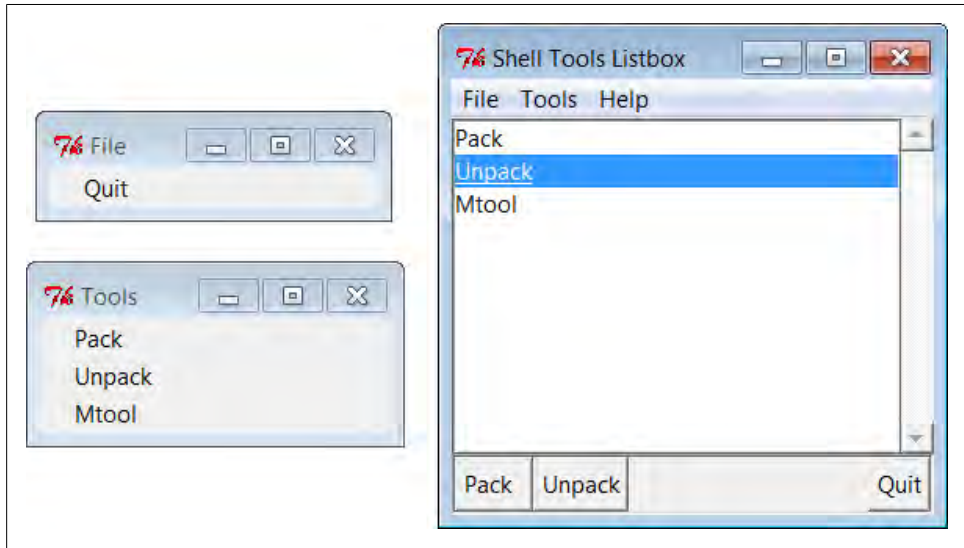 File
Quit
Tools
Pack
Unpack
Mtool
Shell Tools Listbox
File Tools Help
Pack
Unpack
Mtool
Pack Unpack Quit